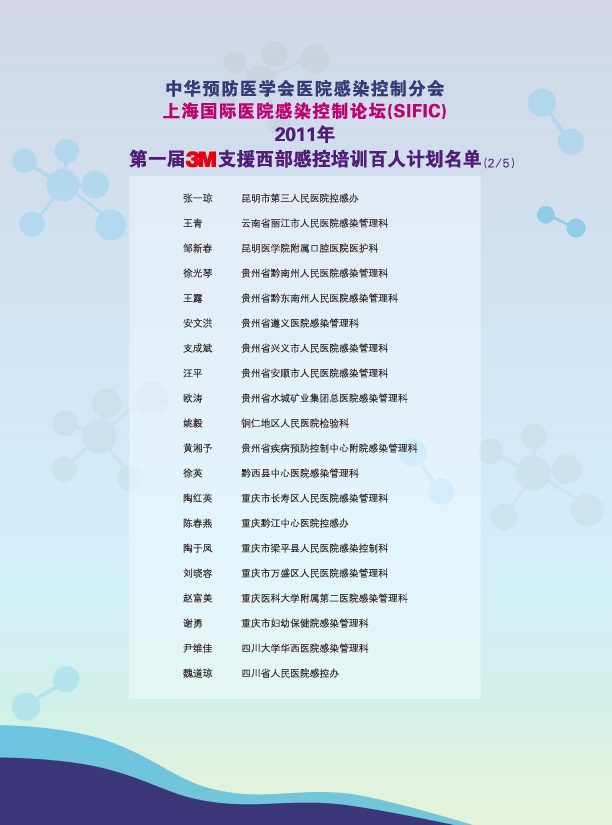 中华预防医学会医院感染控制分会
上海国际医院感染控制论坛(SIFIC)
2011年
第一届3M支援西部感控培训百人计划名单(2/5)
张一琼 昆明市第三人民医院控感办
王青 云南省丽江市人民医院感染管理科
邹新春 昆明医学院附属口腔医院医护科
徐光琴 贵州省黔南州人民医院感染管理科
王露 贵州省黔东南州人民医院感染管理科
安文洪 贵州省遵义医院感染管理科
支成斌 贵州省兴义市人民医院感染管理科
汪平 贵州省安顺市人民医院感染管理科
欧涛 贵州省水城矿业集团总医院感染管理科
姚毅 铜仁地区人民医院检验科
黄湘予 贵州省疾病预防控制中心附院感染管理科
徐英 黔西县中心医院感染管理科
陶红英 重庆市长寿区人民医院感染管理科
陈春燕 重庆黔江中心医院控感办
陶于凤 重庆市梁平县人民医院感染控制科
刘晓容 重庆市万盛区人民医院感染管理科
赵富美 重庆医科大学附属第二医院感染管理科
谢勇 重庆市妇幼保健院感染管理科
尹维佳 四川大学华西医院感染管理科
魏道琼 四川省人民医院感控办